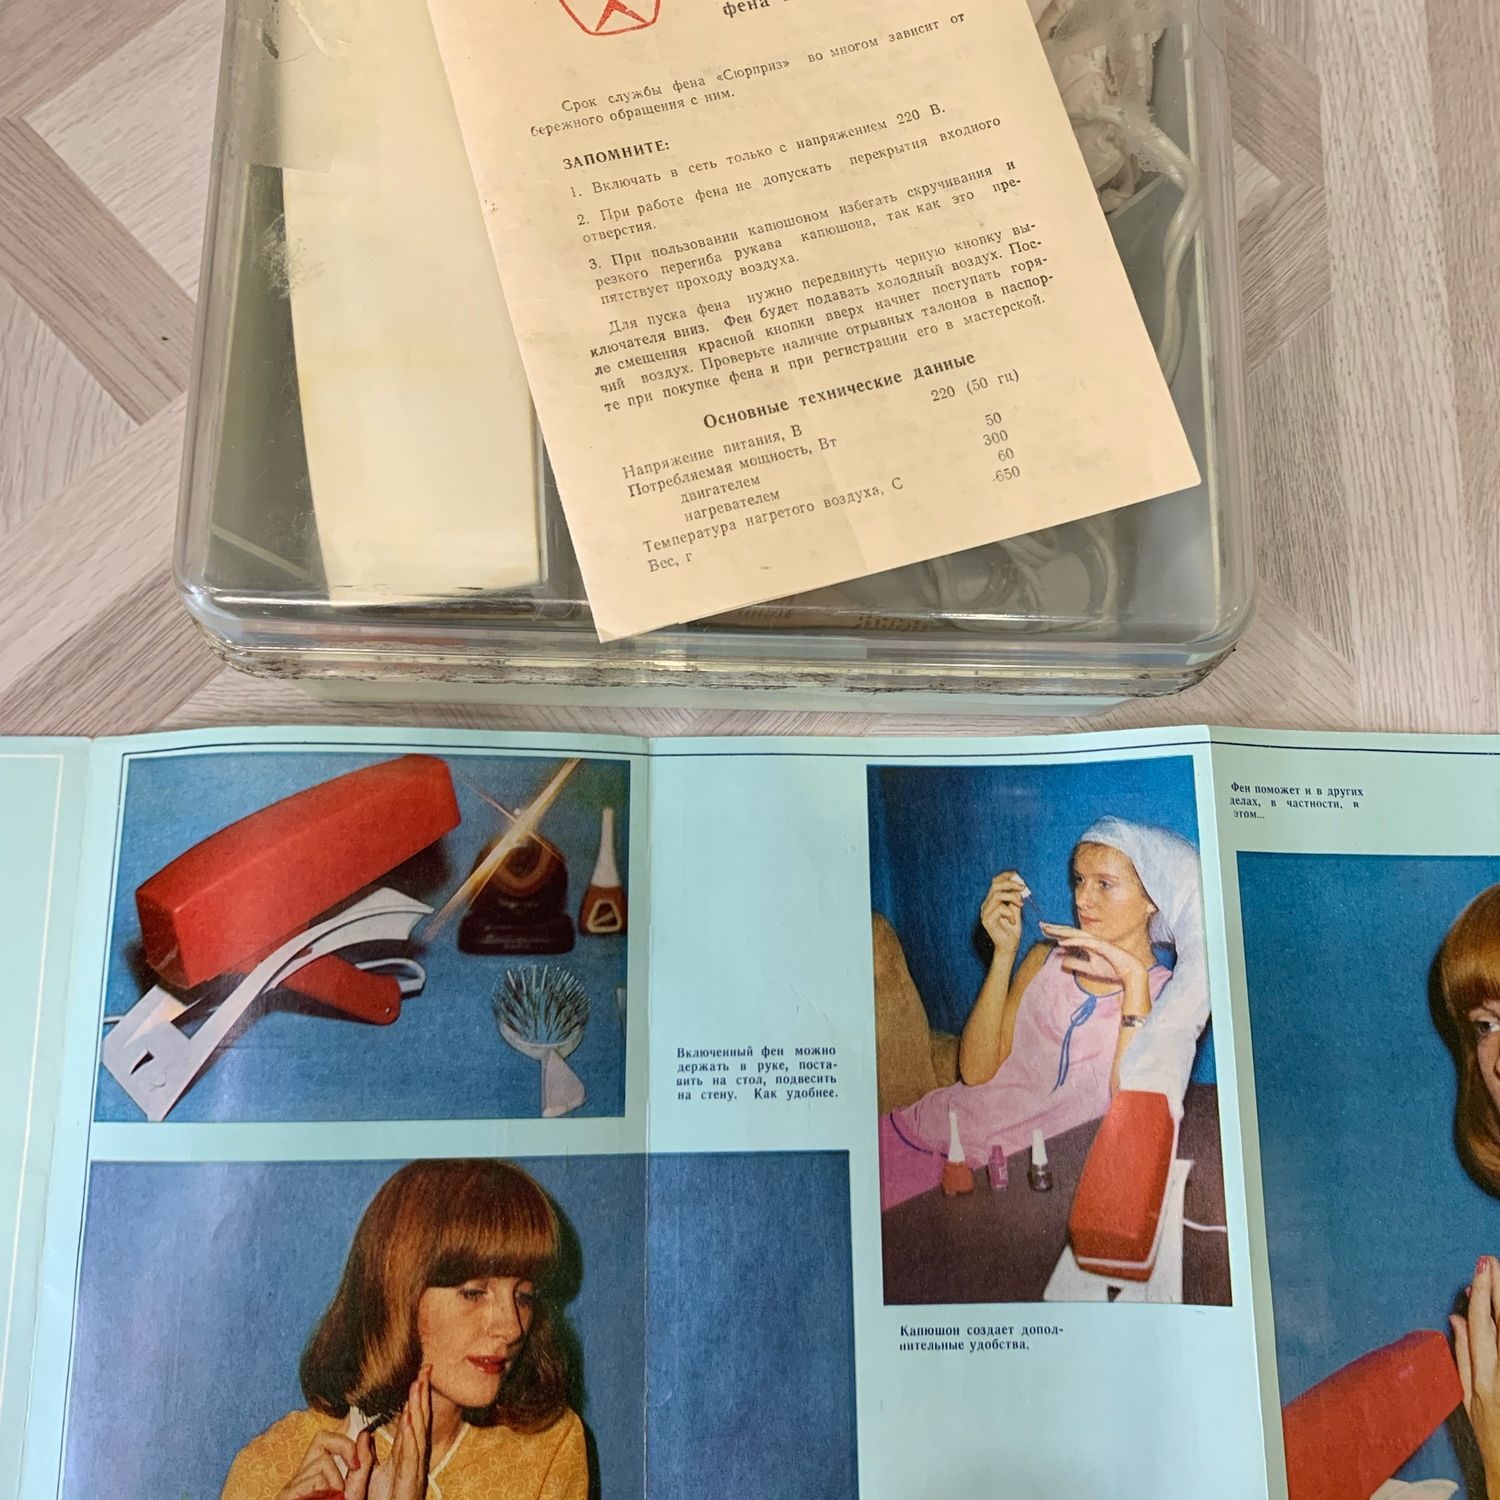 фена
Срок службы фена «Сюрприз» во многом зависит от
бережного обращения с ним.
ЗАПОМНИТЕ:
1. Включать в сеть только с напряжением 220 В.
2. При работе фена не допускать перекрытия входного
отверстия.
3. При пользовании капюшоном избегать скручивания и
резкого перегиба рукава капюшона, так как это пре-
пятствует проходу воздуха.
Для пуска фена нужно передвинуть черную кнопку вы-
ключателя вниз. Фен будет подавать холодный воздух. Пос-
ле смещения красной кнопки вверх начнет поступать горя-
чий воздух. Проверьте наличие отрывных талонов в паспор-
те при покупке фена и при регистрации его в мастерской.
Основные технические данные
Напряжение питания, В 220 (50 гц)
Потребляемая мощность, Вт
двигателем 50
нагревателем 300
Температура нагретого воздуха, С 60
Вес, г 650
Фен поможет и в других
делах, в частности, в
этом...
Включенный фен можно
держать в руке, поста-
вить на стол, подвесить
на стену. Как удобнее.
Капюшон создает допол-
нительные удобства.